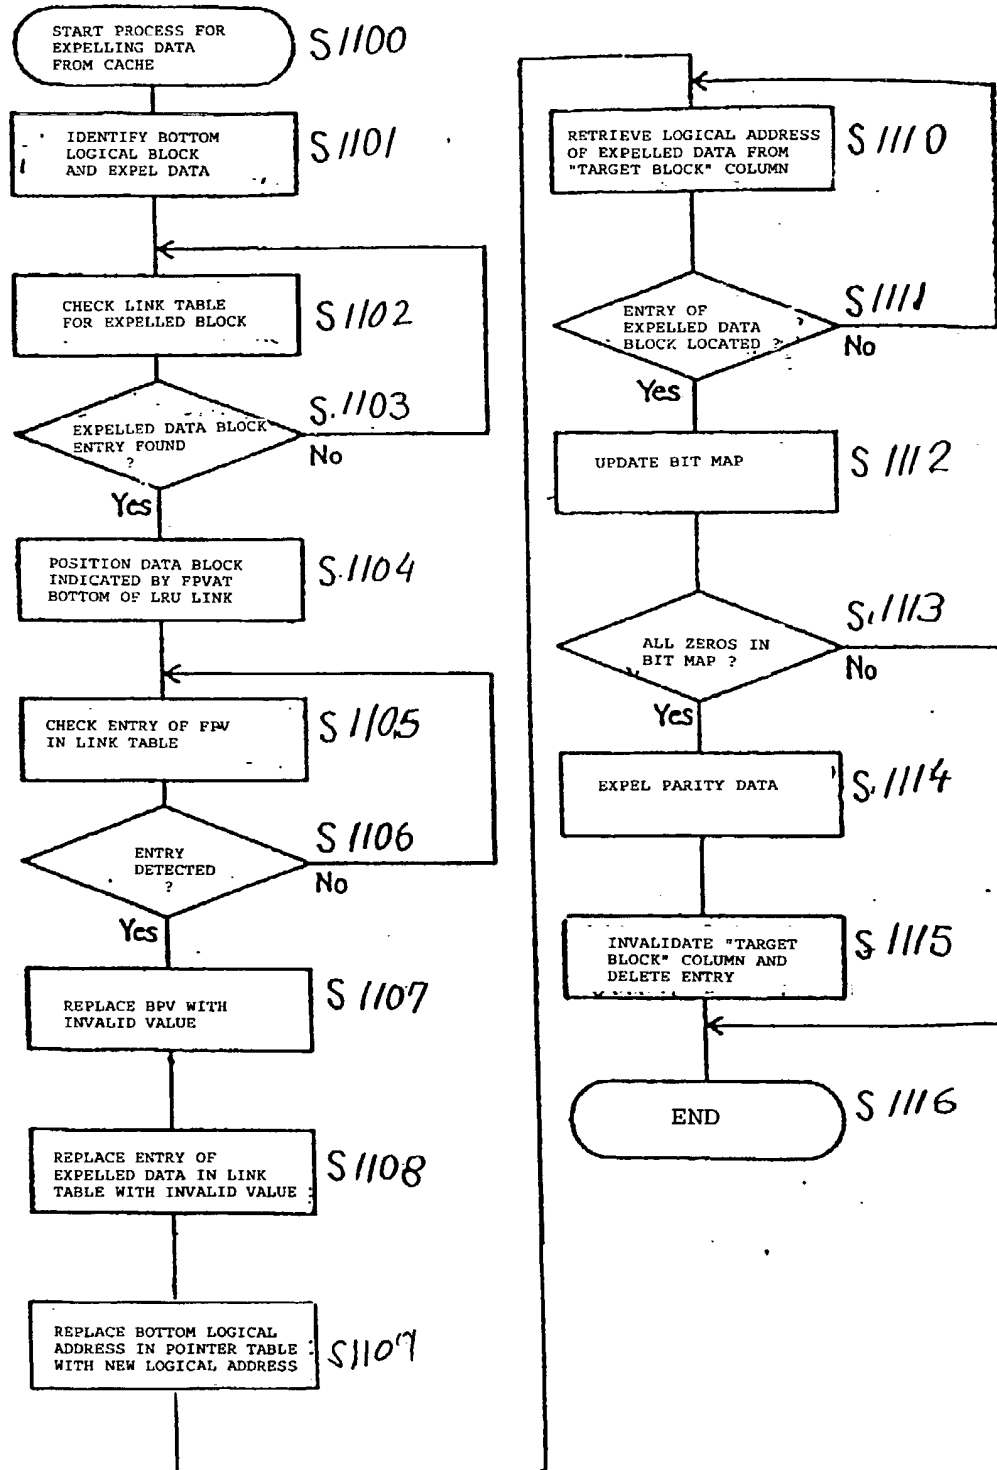 START PROCESS FOR
EXPELLING DATA
FROM CACHE
S1100
IDENTIFY BOTTOM
LOGICAL BLOCK
AND EXPEL DATA
S1101
CHECK LINK TABLE
FOR EXPELLED BLOCK
S1102
EXPELLED DATA BLOCK
ENTRY FOUND
?
S.1103
No
Yes
POSITION DATA BLOCK
INDICATED BY FPVAT
BOTTOM OF LRU LINK
S.1104
CHECK ENTRY OF FPV
IN LINK TABLE
S1105
ENTRY
DETECTED
?
S1106
No
Yes
REPLACE BPV WITH
INVALID VALUE
S1107
REPLACE ENTRY OF
EXPELLED DATA IN LINK
TABLE WITH INVALID VALUE
S1108
REPLACE BOTTOM LOGICAL
ADDRESS IN POINTER TABLE
WITH NEW LOGICAL ADDRESS
S1109
RETRIEVE LOGICAL ADDRESS
OF EXPELLED DATA FROM
"TARGET BLOCK" COLUMN
S1110
ENTRY OF
EXPELLED DATA
BLOCK LOCATED ?
S1111
No
Yes
UPDATE BIT MAP
S1112
ALL ZEROS IN
BIT MAP ?
S.1113
No
Yes
EXPEL PARITY DATA
S.1114
INVALIDATE "TARGET
BLOCK" COLUMN AND
DELETE ENTRY
S1115
END
S1116